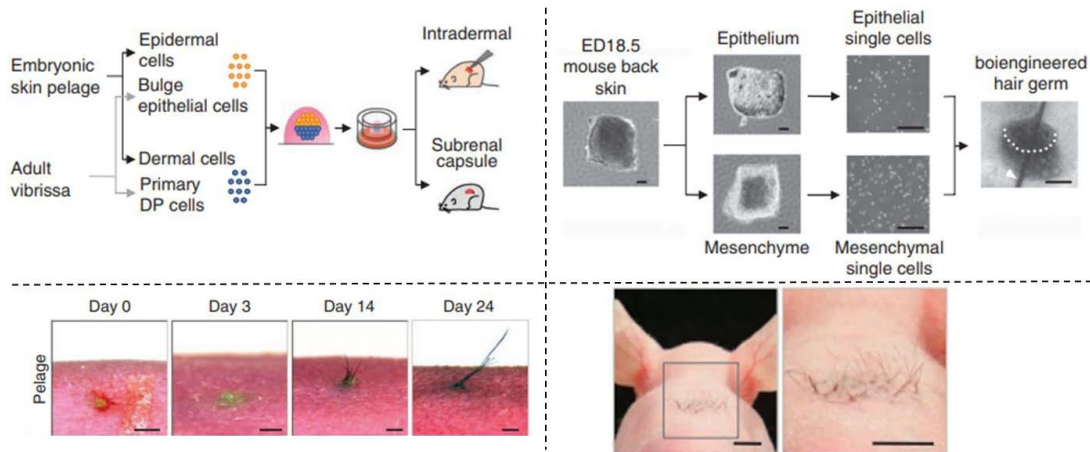 Embryonic
skin pelage
Adult
vibrissa
Epidermal
cells
Bulge
epithelial cells
Dermal cells
Primary
DP cells
Intradermal
Subrenal
capsule
ED18.5
mouse back
skin
Epithelium
Mesenchyme
Epithelial
single cells
Mesenchymal
single cells
boiengineered
hair germ
Day 0
Day 3
Day 14
Day 24
Pelage